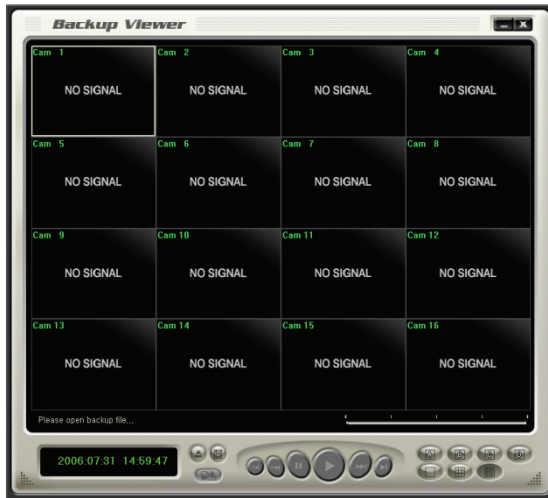 Backup Viewer
Cam 1 Cam 2 Cam 3 Cam 4
NO SIGNAL NO SIGNAL NO SIGNAL NO SIGNAL
Cam 5 Cam 6 Cam 7 Cam 8
NO SIGNAL NO SIGNAL NO SIGNAL NO SIGNAL
Cam 9 Cam 10 Cam 11 Cam 12
NO SIGNAL NO SIGNAL NO SIGNAL NO SIGNAL
Cam 13 Cam 14 Cam 15 Cam 16
NO SIGNAL NO SIGNAL NO SIGNAL NO SIGNAL
Please open backup file...
2006:07:31 14:59:47